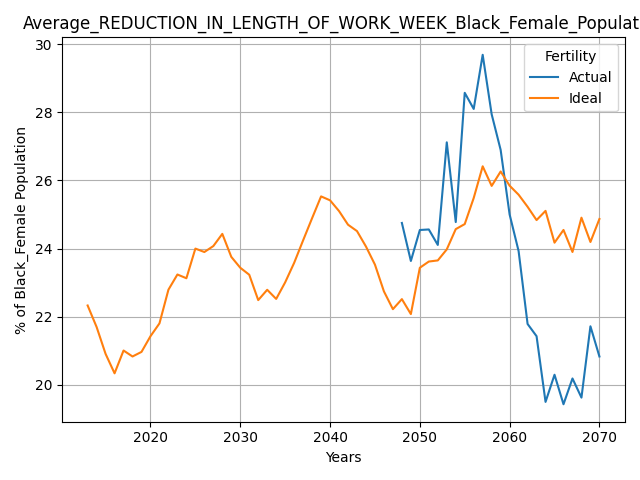 Average_REDUCTION_IN_LENGTH_OF_WORK_WEEK_Black_Female_Populat
30
28
26
24
22
20
% of Black_Female Population
Fertility
Actual
Ideal
2020 2030 2040 2050 2060 2070
Years